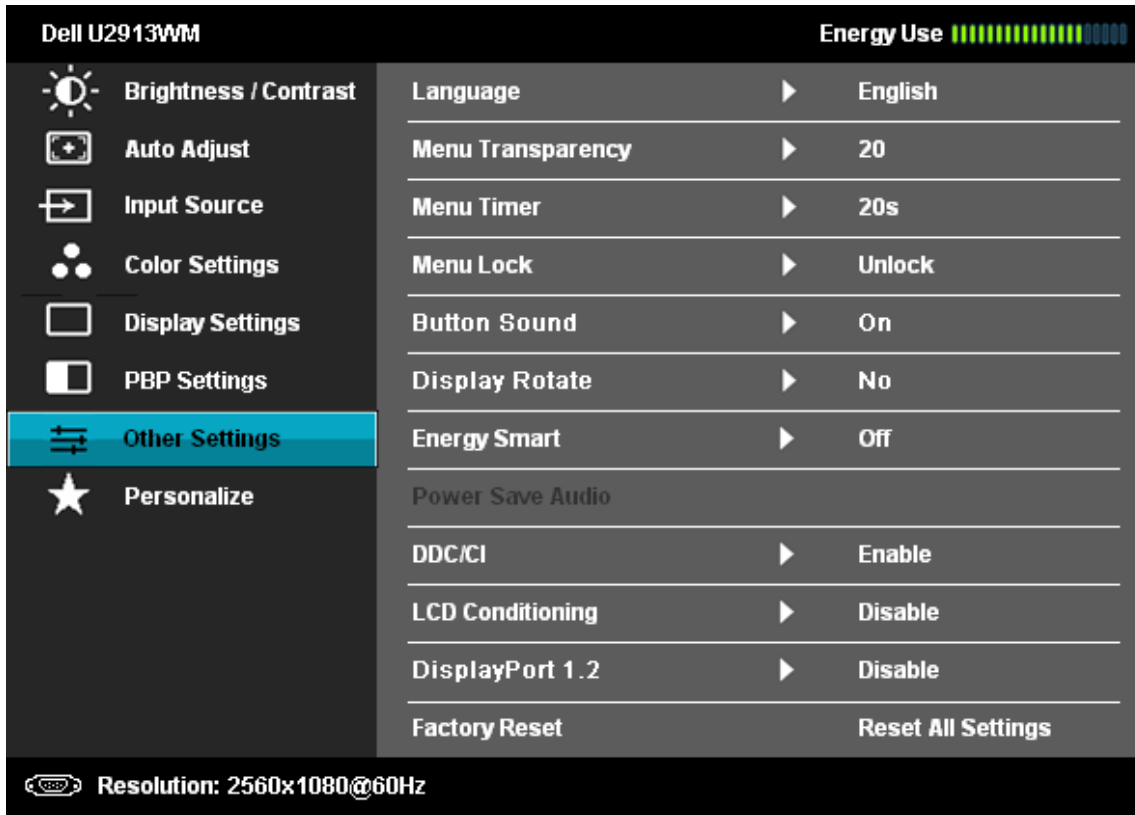 Dell U2913WM Energy Use
Brightness / Contrast Language English
Auto Adjust Menu Transparency 20
Input Source Menu Timer 20s
Color Settings Menu Lock Unlock
Display Settings Button Sound On
PBP Settings Display Rotate No
Other Settings Energy Smart Off
Personalize Power Save Audio
DDC/CI Enable
LCD Conditioning Disable
DisplayPort 1.2 Disable
Factory Reset Reset All Settings
Resolution: 2560x1080@60Hz